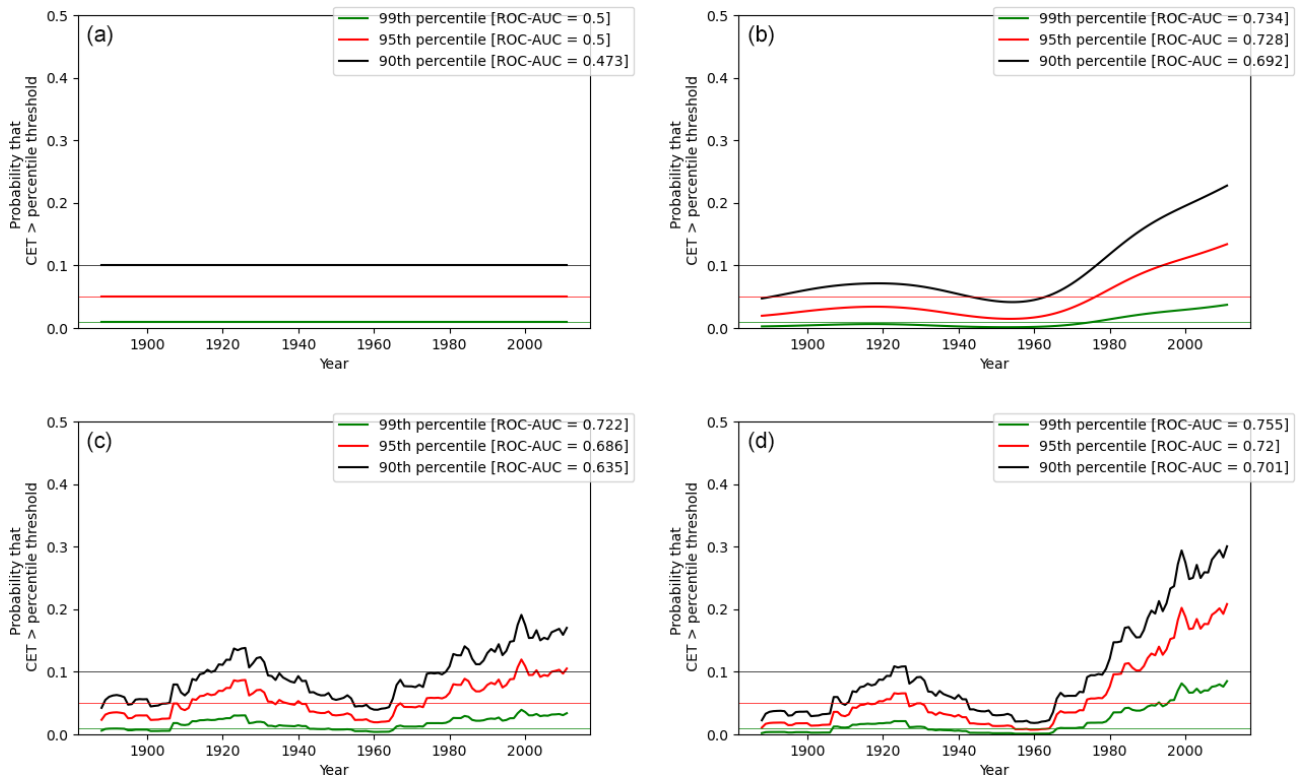 (a)
99th percentile [ROC-AUC = 0.5]
95th percentile [ROC-AUC = 0.5]
90th percentile [ROC-AUC = 0.473]
0.5
0.4
0.3
0.2
0.1
0.0
Probability that
CET > percentile threshold
1900
1920
1940
1960
1980
2000
Year
(b)
99th percentile [ROC-AUC = 0.734]
95th percentile [ROC-AUC = 0.728]
90th percentile [ROC-AUC = 0.692]
0.5
0.4
0.3
0.2
0.1
0.0
Probability that
CET > percentile threshold
1900
1920
1940
1960
1980
2000
Year
(c)
99th percentile [ROC-AUC = 0.722]
95th percentile [ROC-AUC = 0.686]
90th percentile [ROC-AUC = 0.635]
0.5
0.4
0.3
0.2
0.1
0.0
Probability that
CET > percentile threshold
1900
1920
1940
1960
1980
2000
Year
(d)
99th percentile [ROC-AUC = 0.755]
95th percentile [ROC-AUC = 0.72]
90th percentile [ROC-AUC = 0.701]
0.5
0.4
0.3
0.2
0.1
0.0
Probability that
CET > percentile threshold
1900
1920
1940
1960
1980
2000
Year